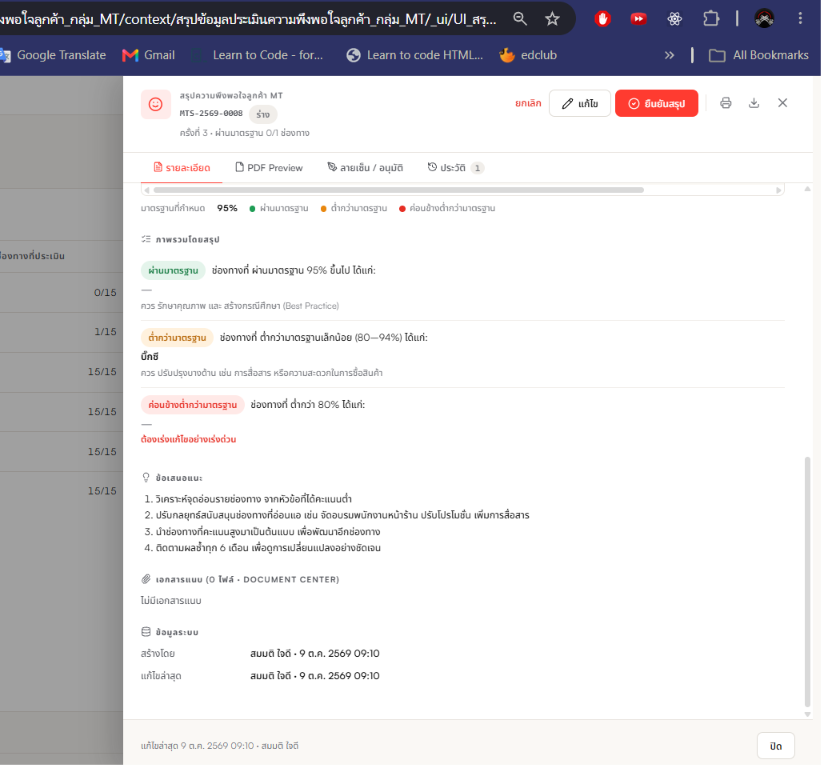 พอใจลูกค้า_กลุ่ม_MT/context/สรุปข้อมูลประเมินความพึงพอใจลูกค้า_กลุ่ม_MT/_ui/UI_สรุ...
Google Translate Gmail Learn to Code - for... Learn to code HTML... edclub » All Bookmarks
สรุปความพึงพอใจลูกค้า MT
MTS-2569-0008 ร่าง
ครั้งที่ 3 • ผ่านมาตรฐาน 0/1 ช่องทาง
ยกเลิก แก้ไข ยืนยันสรุป
รายละเอียด PDF Preview ลายเซ็น / อนุมัติ ประวัติ 1
มาตรฐานที่กำหนด 95% ผ่านมาตรฐาน ต่ำกว่ามาตรฐาน ค่อนข้างต่ำกว่ามาตรฐาน
ภาพรวมโดยสรุป
ช่องทางที่ประเมิน
0/15
1/15
15/15
15/15
15/15
15/15
ผ่านมาตรฐาน ช่องทางที่ ผ่านมาตรฐาน 95% ขึ้นไป ได้แก่:
—
ควร รักษาคุณภาพ และ สร้างกรณีศึกษา (Best Practice)
ต่ำกว่ามาตรฐาน ช่องทางที่ ต่ำกว่ามาตรฐานเล็กน้อย (80—94%) ได้แก่:
บิ๊กซี
ควร ปรับปรุงบางด้าน เช่น การสื่อสาร หรือความสะดวกในการซื้อสินค้า
ค่อนข้างต่ำกว่ามาตรฐาน ช่องทางที่ ต่ำกว่า 80% ได้แก่:
—
ต้องเร่งแก้ไขอย่างเร่งด่วน
ข้อเสนอแนะ
1. วิเคราะห์จุดอ่อนรายช่องทาง จากหัวข้อที่ได้คะแนนต่ำ
2. ปรับกลยุทธ์สนับสนุนช่องทางที่อ่อนแอ เช่น จัดอบรมพนักงานหน้าร้าน ปรับโปรโมชั่น เพิ่มการสื่อสาร
3. นำช่องทางที่คะแนนสูงมาเป็นต้นแบบ เพื่อพัฒนาอีกช่องทาง
4. ติดตามผลซ้ำทุก 6 เดือน เพื่อดูการเปลี่ยนแปลงอย่างชัดเจน
เอกสารแนบ (0 ไฟล์ • DOCUMENT CENTER)
ไม่มีเอกสารแนบ
ข้อมูลระบบ
สร้างโดย สมมติ ใจดี • 9 ต.ค. 2569 09:10
แก้ไขล่าสุด สมมติ ใจดี • 9 ต.ค. 2569 09:10
แก้ไขล่าสุด 9 ต.ค. 2569 09:10 • สมมติ ใจดี
ปิด